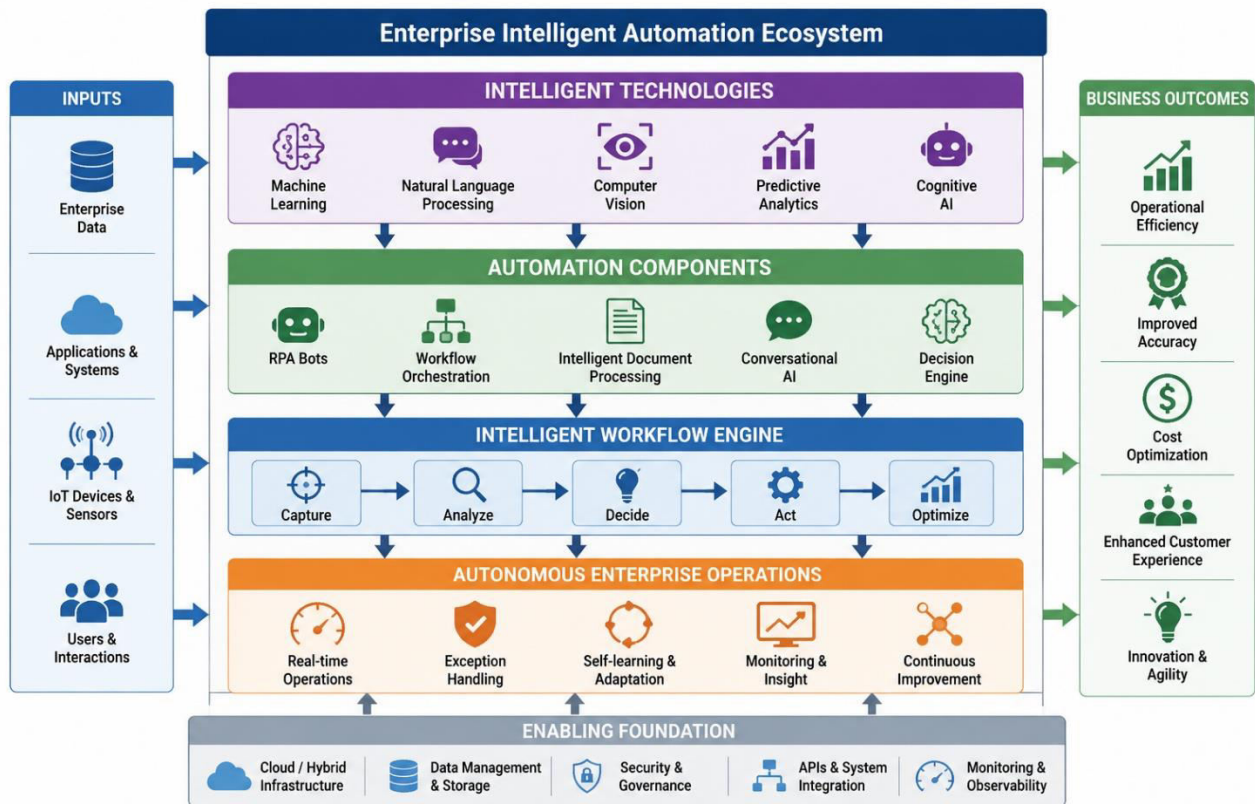 Enterprise Intelligent Automation Ecosystem
INPUTS
Enterprise
Data
Applications &
Systems
IoT Devices &
Sensors
Users &
Interactions
INTELLIGENT TECHNOLOGIES
Machine
Learning
Natural Language
Processing
Computer
Vision
Predictive
Analytics
Cognitive
AI
AUTOMATION COMPONENTS
RPA Bots
Workflow
Orchestration
Intelligent Document
Processing
Conversational
AI
Decision
Engine
INTELLIGENT WORKFLOW ENGINE
Capture
Analyze
Decide
Act
Optimize
AUTONOMOUS ENTERPRISE OPERATIONS
Real-time
Operations
Exception
Handling
Self-learning &
Adaptation
Monitoring &
Insight
Continuous
Improvement
BUSINESS OUTCOMES
Operational
Efficiency
Improved
Accuracy
$
Cost
Optimization
Enhanced Customer
Experience
Innovation &
Agility
ENABLING FOUNDATION
Cloud / Hybrid
Infrastructure
Data Management
& Storage
Security &
Governance
APIs & System
Integration
Monitoring &
Observability